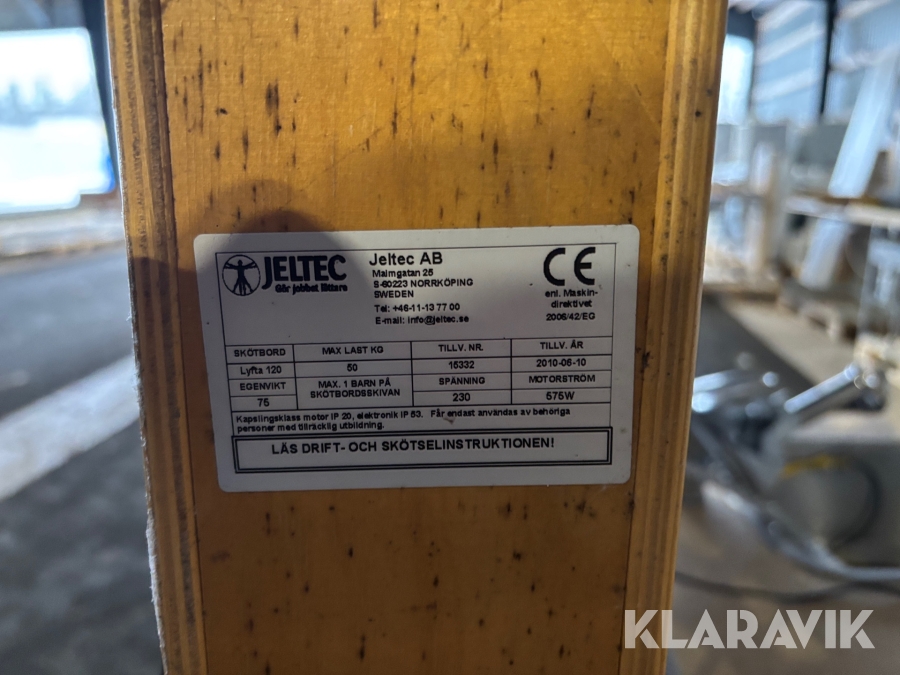 JELTEC
Gör jobbet lättare
Jeltec AB
Malmgatan 25
S-60223 NORRKÖPING
SWEDEN
Tel: +46-11-13 77 00
E-mail: info@jeltec.se
CE
enl. Maskin-
direktivet
2006/42/EG
SKÖTBORD MAX LAST KG TILLV. NR. TILLV. ÅR
Lyfta 120 50 15332 2010-06-10
EGENVIKT MAX. 1 BARN PÅ SKÖTBORDSSKIVAN SPÄNNING MOTORSTRÖM
75 230 575W
Kapslingsklass motor IP 20, elektronik IP 53. Får endast användas av behöriga
personer med tillräcklig utbildning.
LÄS DRIFT- OCH SKÖTSELINSTRUKTIONEN!
KLARAVIK